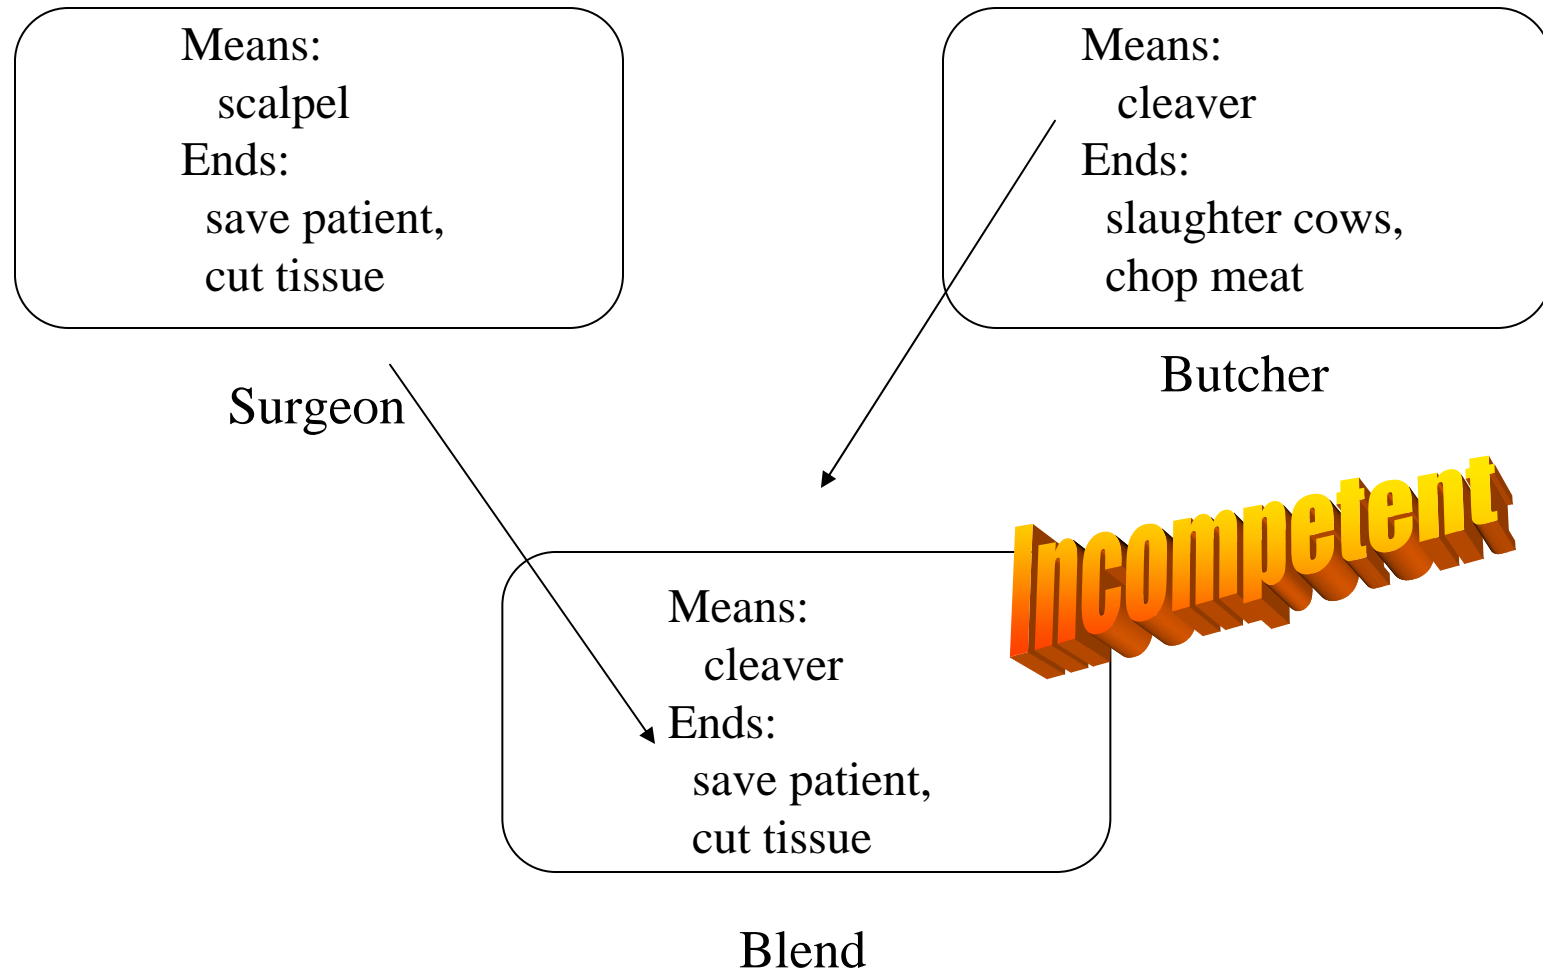 Means:
scalpel
Ends:
save patient,
cut tissue
Surgeon
Means:
cleaver
Ends:
slaughter cows,
chop meat
Butcher
Incompetent
Means:
cleaver
Ends:
save patient,
cut tissue
Blend